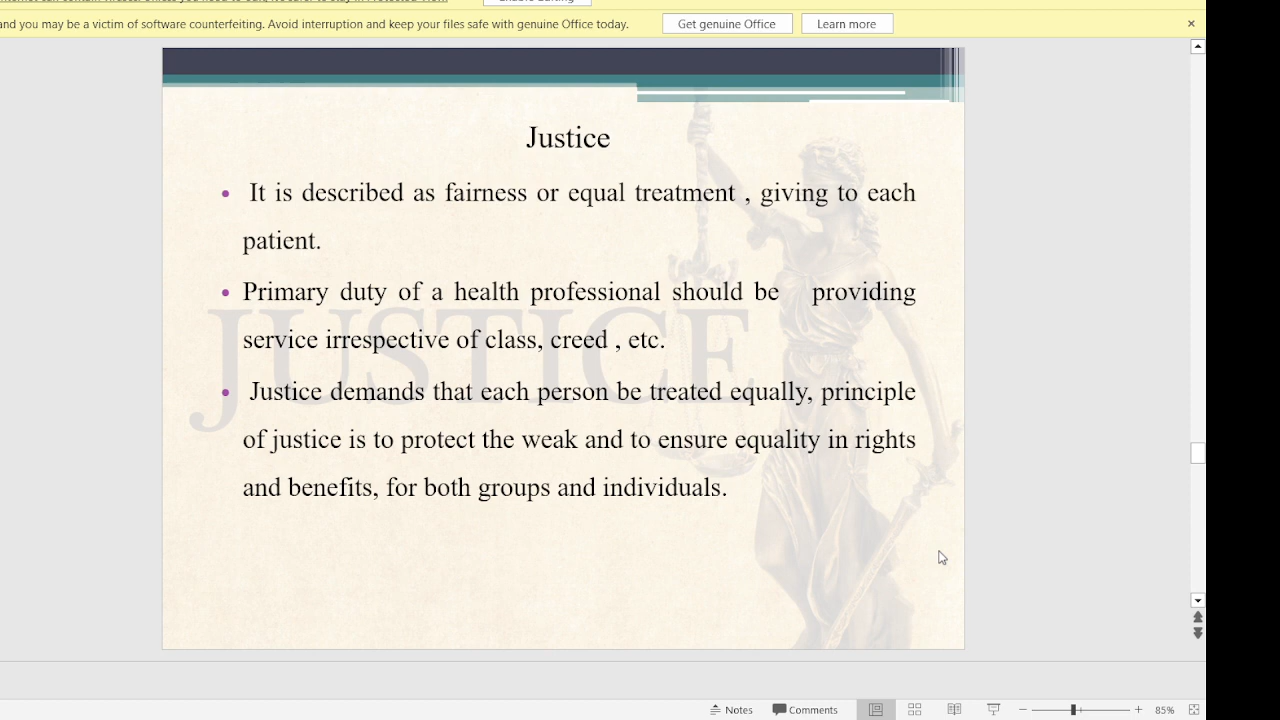 Enable Editing
and you may be a victim of software counterfeiting. Avoid interruption and keep your files safe with genuine Office today. Get genuine Office Learn more
Justice
• It is described as fairness or equal treatment , giving to each
patient.
• Primary duty of a health professional should be providing
service irrespective of class, creed , etc.
JUSTICE
• Justice demands that each person be treated equally, principle
of justice is to protect the weak and to ensure equality in rights
and benefits, for both groups and individuals.
Notes Comments 85%